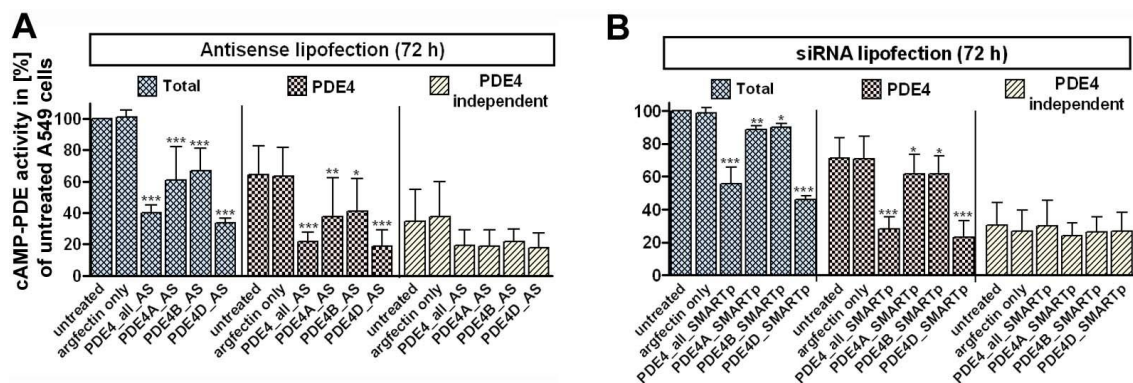 A
Antisense lipofection (72 h)
Total
PDE4
PDE4
independent
cAMP-PDE activity in [%]
of untreated A549 cells
100
80
60
40
20
0
***
***
***
***
***
**
*
***
untreated
argfectin only
PDE4_all_AS
PDE4A_AS
PDE4B_AS
PDE4D_AS
untreated
argfectin only
PDE4_all_AS
PDE4A_AS
PDE4B_AS
PDE4D_AS
untreated
argfectin only
PDE4_all_AS
PDE4A_AS
PDE4B_AS
PDE4D_AS
B
siRNA lipofection (72 h)
Total
PDE4
PDE4
independent
100
80
60
40
20
0
***
**
*
***
***
*
*
***
untreated
argfectin only
PDE4_all_SMARTp
PDE4A_SMARTp
PDE4B_SMARTp
PDE4D_SMARTp
untreated
argfectin only
PDE4_all_SMARTp
PDE4A_SMARTp
PDE4B_SMARTp
PDE4D_SMARTp
untreated
argfectin only
PDE4_all_SMARTp
PDE4A_SMARTp
PDE4B_SMARTp
PDE4D_SMARTp